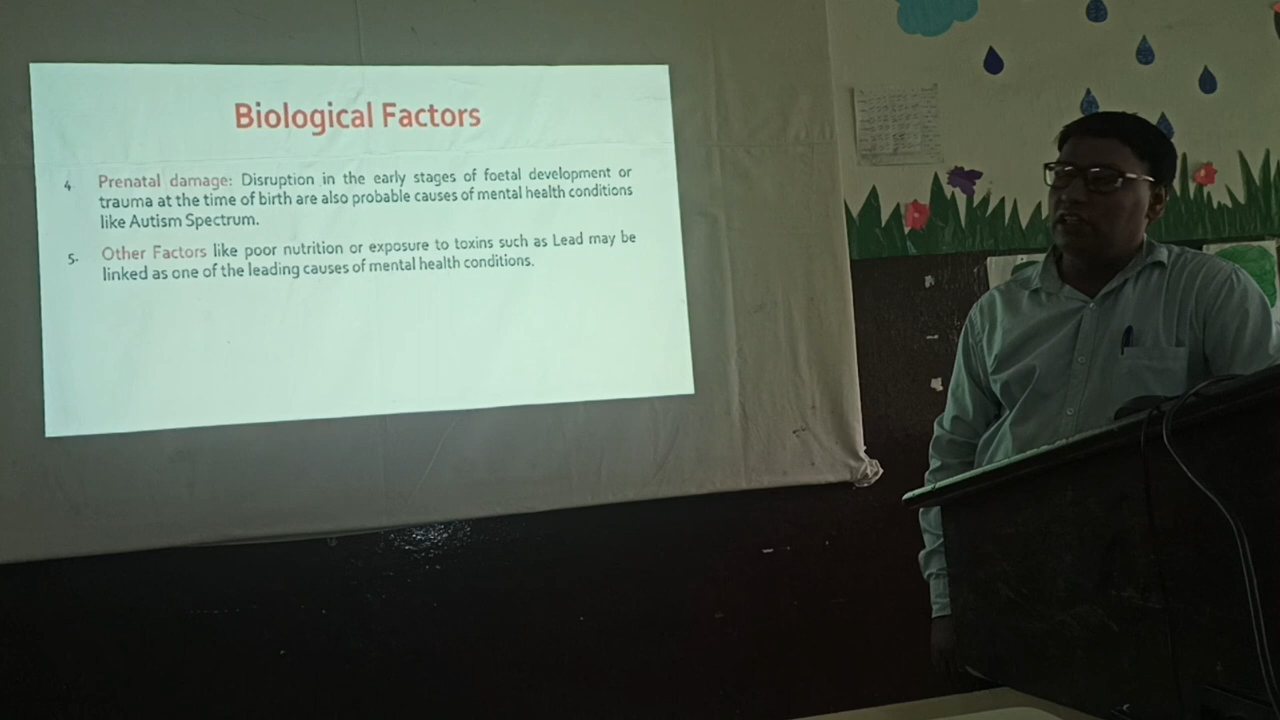 Biological Factors
4 Prenatal damage: Disruption in the early stages of foetal development or
trauma at the time of birth are also probable causes of mental health conditions
like Autism Spectrum.
5. Other Factors like poor nutrition or exposure to toxins such as Lead may be
linked as one of the leading causes of mental health conditions.